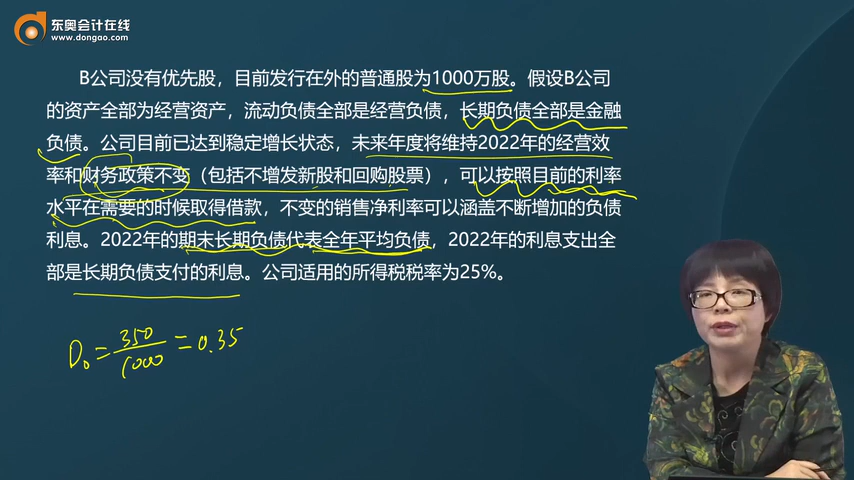 东奥会计在线
www.dongao.com
B公司没有优先股，目前发行在外的普通股为1000万股。假设B公司
的资产全部为经营资产，流动负债全部是经营负债，长期负债全部是金融
负债。公司目前已达到稳定增长状态，未来年度将维持2022年的经营效
率和财务政策不变（包括不增发新股和回购股票），可以按照目前的利率
水平在需要的时候取得借款，不变的销售净利率可以涵盖不断增加的负债
利息。2022年的期末长期负债代表全年平均负债，2022年的利息支出全
部是长期负债支付的利息。公司适用的所得税税率为25%。
D₀=350/1000=0.35